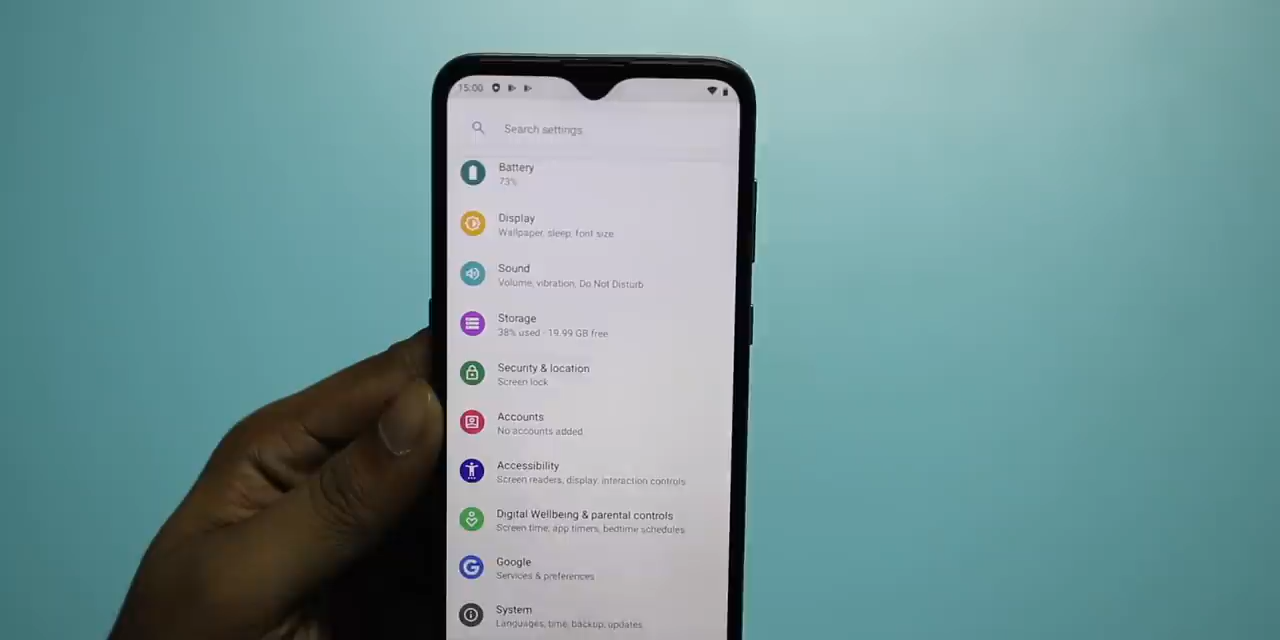 15:00
Search settings
Battery
73%
Display
Wallpaper, sleep, font size
Sound
Volume, vibration, Do Not Disturb
Storage
38% used - 19.99 GB free
Security & location
Screen lock
Accounts
No accounts added
Accessibility
Screen readers, display, interaction controls
Digital Wellbeing & parental controls
Screen time, app timers, bedtime schedules
Google
Services & preferences
System
Languages, time, backup, updates